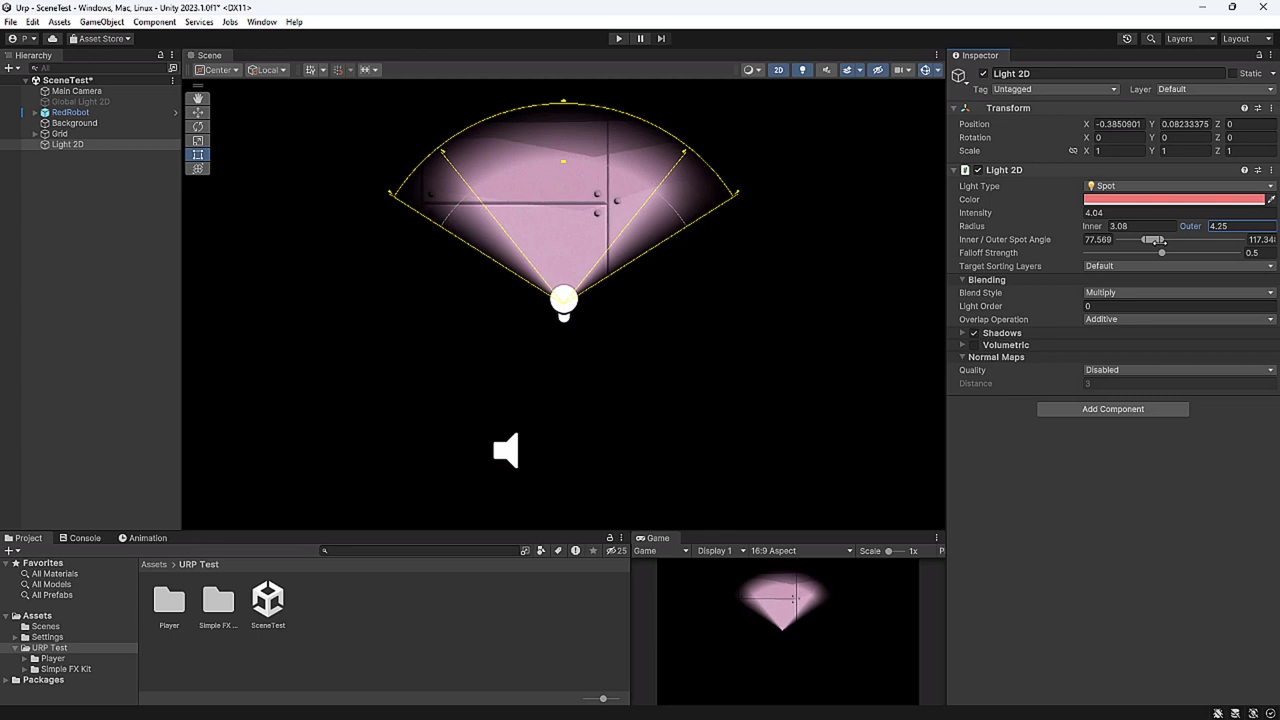 Urp - SceneTest - Windows, Mac, Linux - Unity 2023.1.0f1* <DX11>
File Edit Assets GameObject Component Services Jobs Window Help
P Asset Store Layers Layout
Hierarchy
All
SceneTest*
Main Camera
Global Light 2D
RedRobot
Background
Grid
Light 2D
Scene
Center Local 2D
Inspector
Light 2D Static
Tag Untagged Layer Default
Transform
Position X -0.3850901 Y 0.08233375 Z 0
Rotation X 0 Y 0 Z 0
Scale X 1 Y 1 Z 1
Light 2D
Light Type Spot
Color
Intensity 4.04
Radius Inner 3.08 Outer 4.25
Inner / Outer Spot Angle 77.569 117.34
Falloff Strength 0.5
Target Sorting Layers Default
Blending
Blend Style Multiply
Light Order 0
Overlap Operation Additive
Shadows
Volumetric
Normal Maps
Quality Disabled
Distance 3
Add Component
Project Console Animation
25
Favorites
All Materials
All Models
All Prefabs
Assets
Scenes
Settings
URP Test
Player
Simple FX Kit
Packages
Assets > URP Test
Player Simple FX ... SceneTest
Game
Game Display 1 16:9 Aspect Scale 1x P